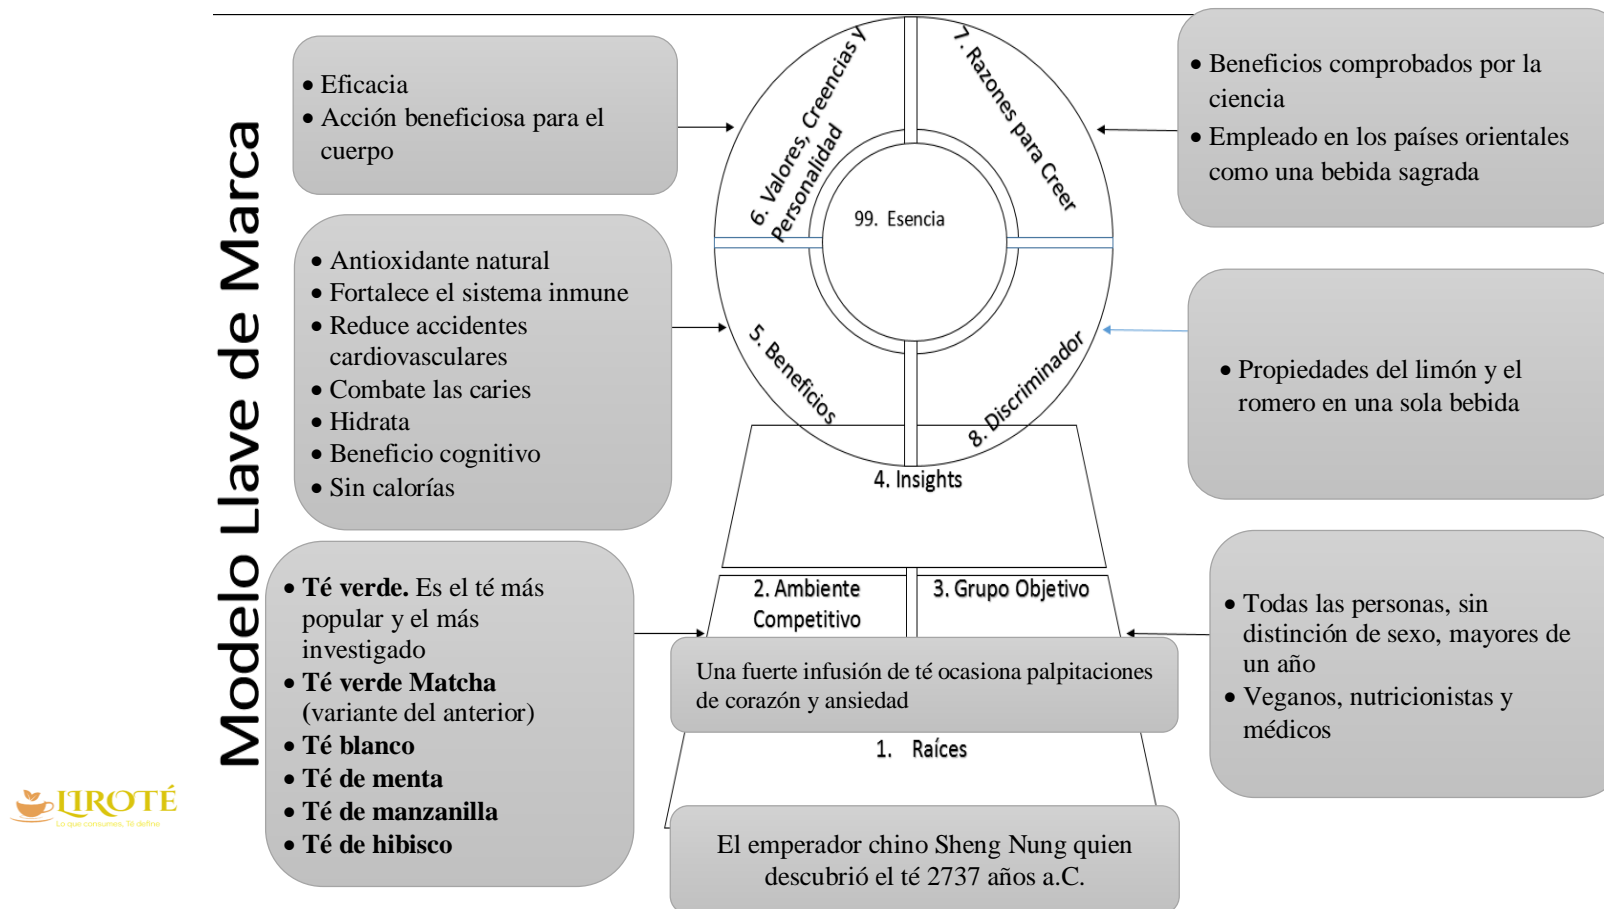 Modelo Llave de Marca
• Eficacia
• Acción beneficiosa para el
cuerpo
• Antioxidante natural
• Fortalece el sistema inmune
• Reduce accidentes
cardiovasculares
• Combate las caries
• Hidrata
• Beneficio cognitivo
• Sin calorías
• Té verde. Es el té más
popular y el más
investigado
• Té verde Matcha
(variante del anterior)
• Té blanco
• Té de menta
• Té de manzanilla
• Té de hibisco
6. Valores, Creencias y
Personalidad
7. Razones para Creer
99. Esencia
5. Beneficios
8. Discriminador
4. Insights
2. Ambiente
Competitivo
3. Grupo Objetivo
Una fuerte infusión de té ocasiona palpitaciones
de corazón y ansiedad
1. Raíces
El emperador chino Sheng Nung quien
descubrió el té 2737 años a.C.
• Beneficios comprobados por la
ciencia
• Empleado en los países orientales
como una bebida sagrada
• Propiedades del limón y el
romero en una sola bebida
• Todas las personas, sin
distinción de sexo, mayores de
un año
• Veganos, nutricionistas y
médicos
LIROTÉ
Lo que consumes, Té define